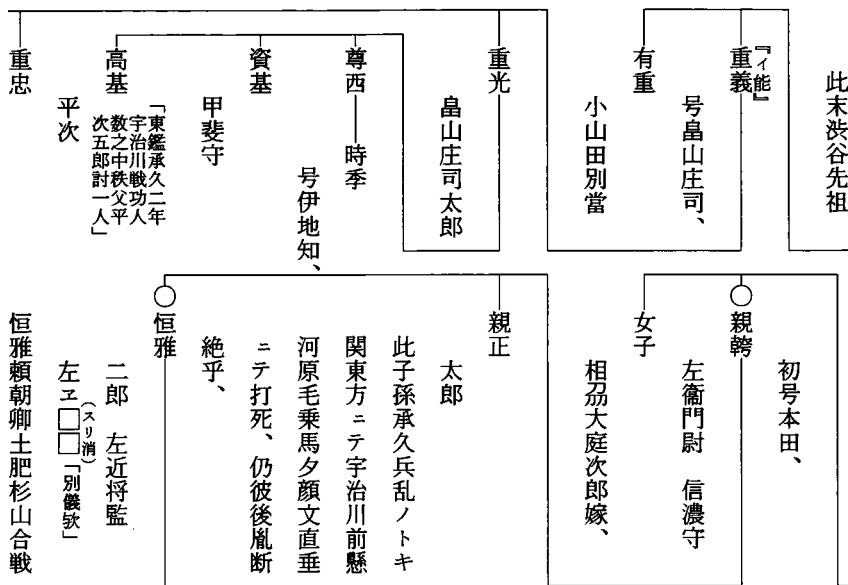 此末渋谷先祖
『イ能』
重義
号畠山庄司、
有重
小山田別當
重光
畠山庄司太郎
尊西―時季
号伊地知、
資基
甲斐守
高基
「東鑑承久二年
宇治川戦功人
数之中秩父平
次五郎討一人」
平次
重忠
初号本田、
○親幹
左衞門尉 信濃守
女子
相刕大庭次郎嫁、
親正
太郎
此子孫承久兵乱ノトキ
関東方ニテ宇治川前懸
河原毛乗馬夕顔文直垂
ニテ打死、仍彼後胤断
絶乎、
○恒雅
二郎 左近将監
(スリ消)
左ヱ□□「別儀欤」
恒雅頼朝卿土肥杉山合戦